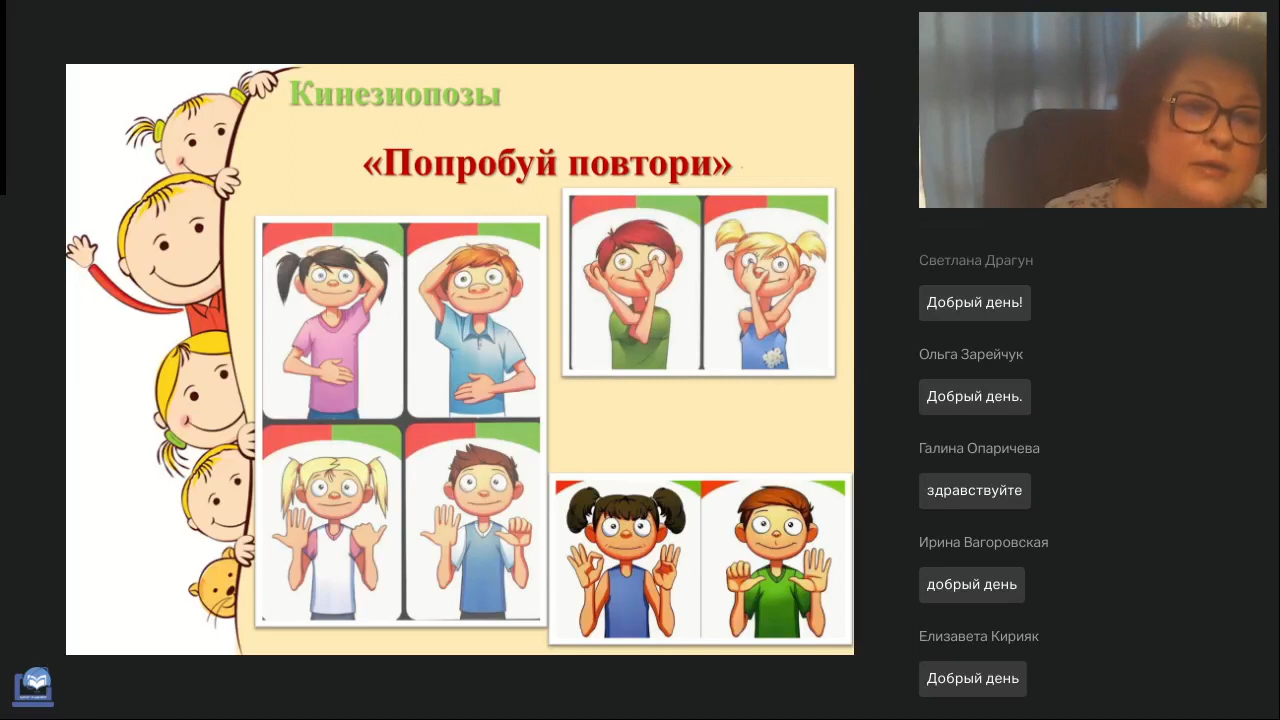 Кинезиопозы
«Попробуй повтори»
Светлана Драгун
Добрый день!
Ольга Зарейчук
Добрый день.
Галина Опаричева
здравствуйте
Ирина Вагоровская
добрый день
Елизавета Кирияк
Добрый день